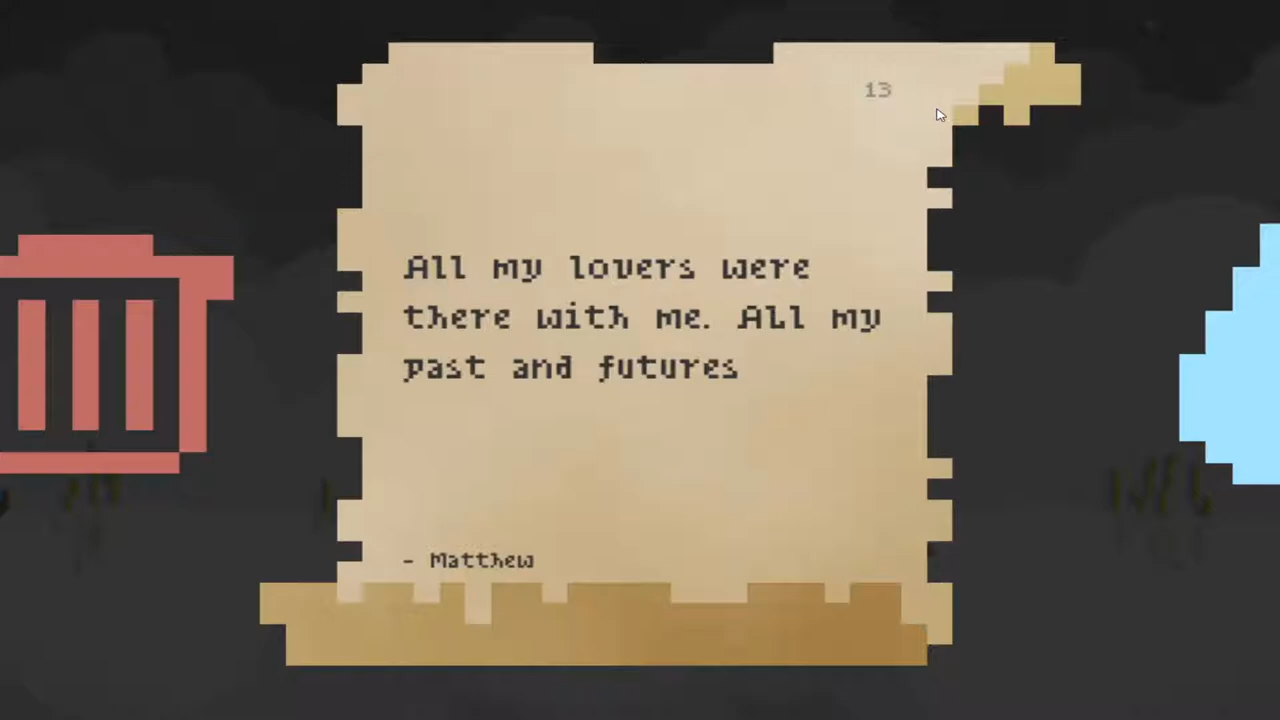 13
All my lovers were
there with me. All my
past and futures
- Matthew